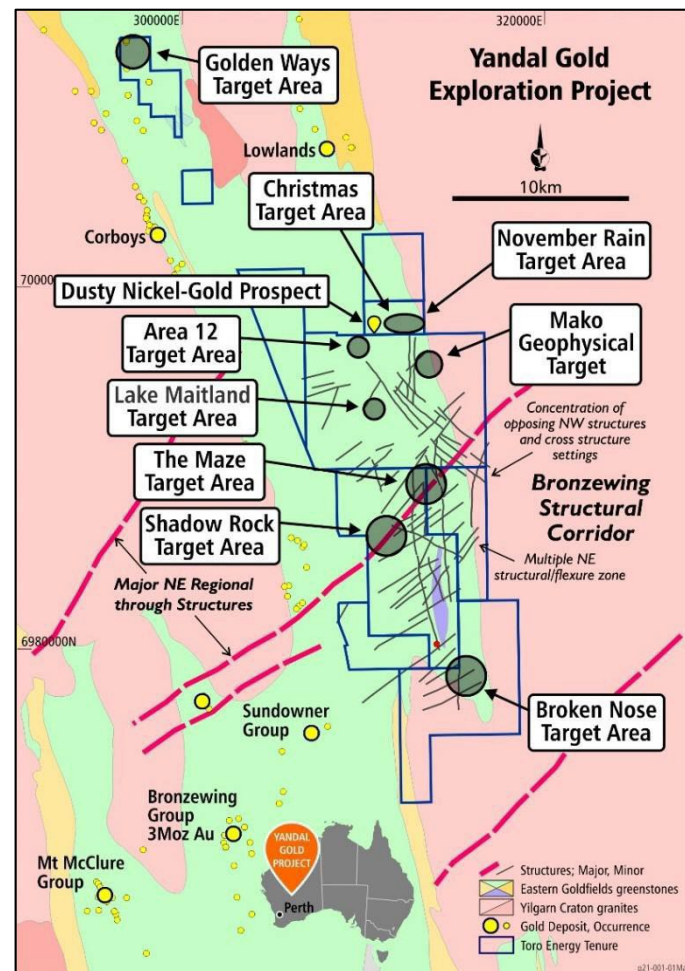 300000E
320000E
Yandal Gold
Exploration Project
10km
Golden Ways
Target Area
Lowlands
Christmas
Target Area
Corboys
November Rain
Target Area
Dusty Nickel-Gold Prospect
Area 12
Target Area
Mako
Geophysical
Target
Lake Maitland
Target Area
Concentration of
opposing NW structures
and cross structure
settings
The Maze
Target Area
Bronzewing
Structural
Corridor
Shadow Rock
Target Area
Multiple NE
structural/flexure zone
Major NE Regional
through Structures
6980000N
Sundowner
Group
Broken Nose
Target Area
Bronzewing
Group
3Moz Au
YANDAL
GOLD
PROJECT
Mt McClure
Group
Perth
Structures; Major, Minor
Eastern Goldfields greenstones
Yilgarn Craton granites
Gold Deposit, Occurrence
Toro Energy Tenure